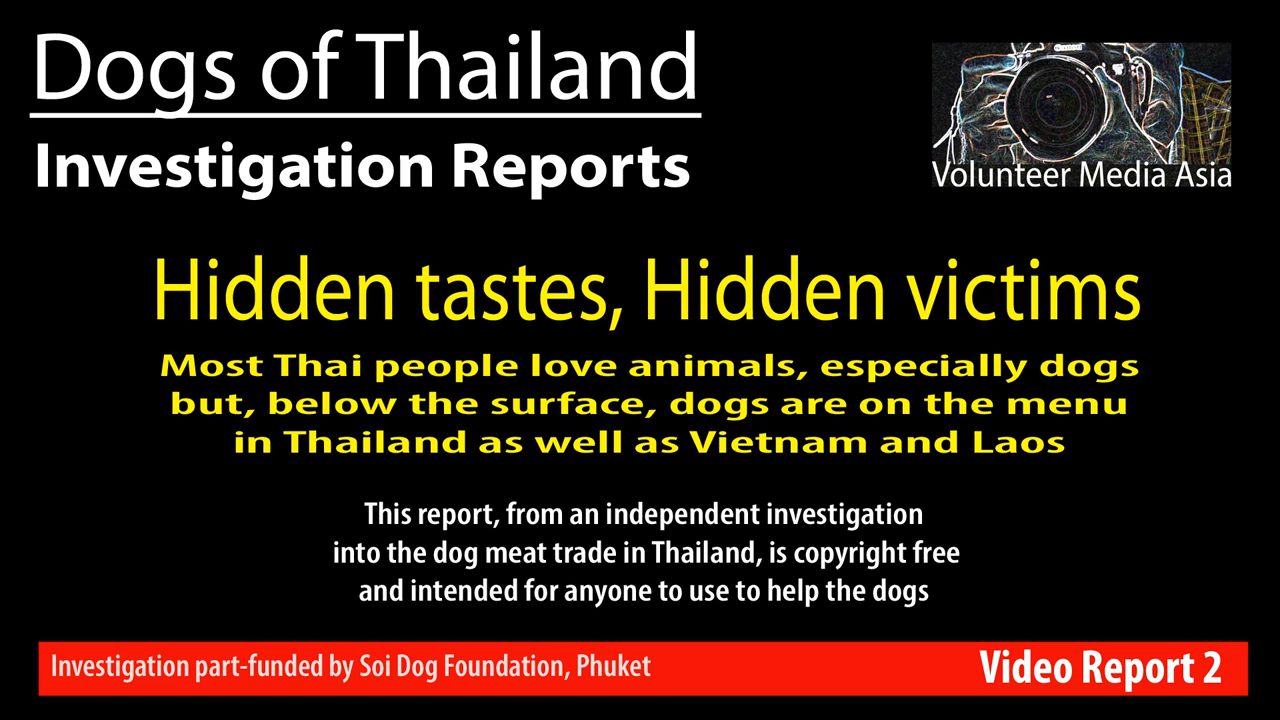 Dogs of Thailand
Investigation Reports
Canon
Volunteer Media Asia
Hidden tastes, Hidden victims
Most Thai people love animals, especially dogs
but, below the surface, dogs are on the menu
in Thailand as well as Vietnam and Laos
This report, from an independent investigation
into the dog meat trade in Thailand, is copyright free
and intended for anyone to use to help the dogs
Investigation part-funded by Soi Dog Foundation, Phuket
Video Report 2